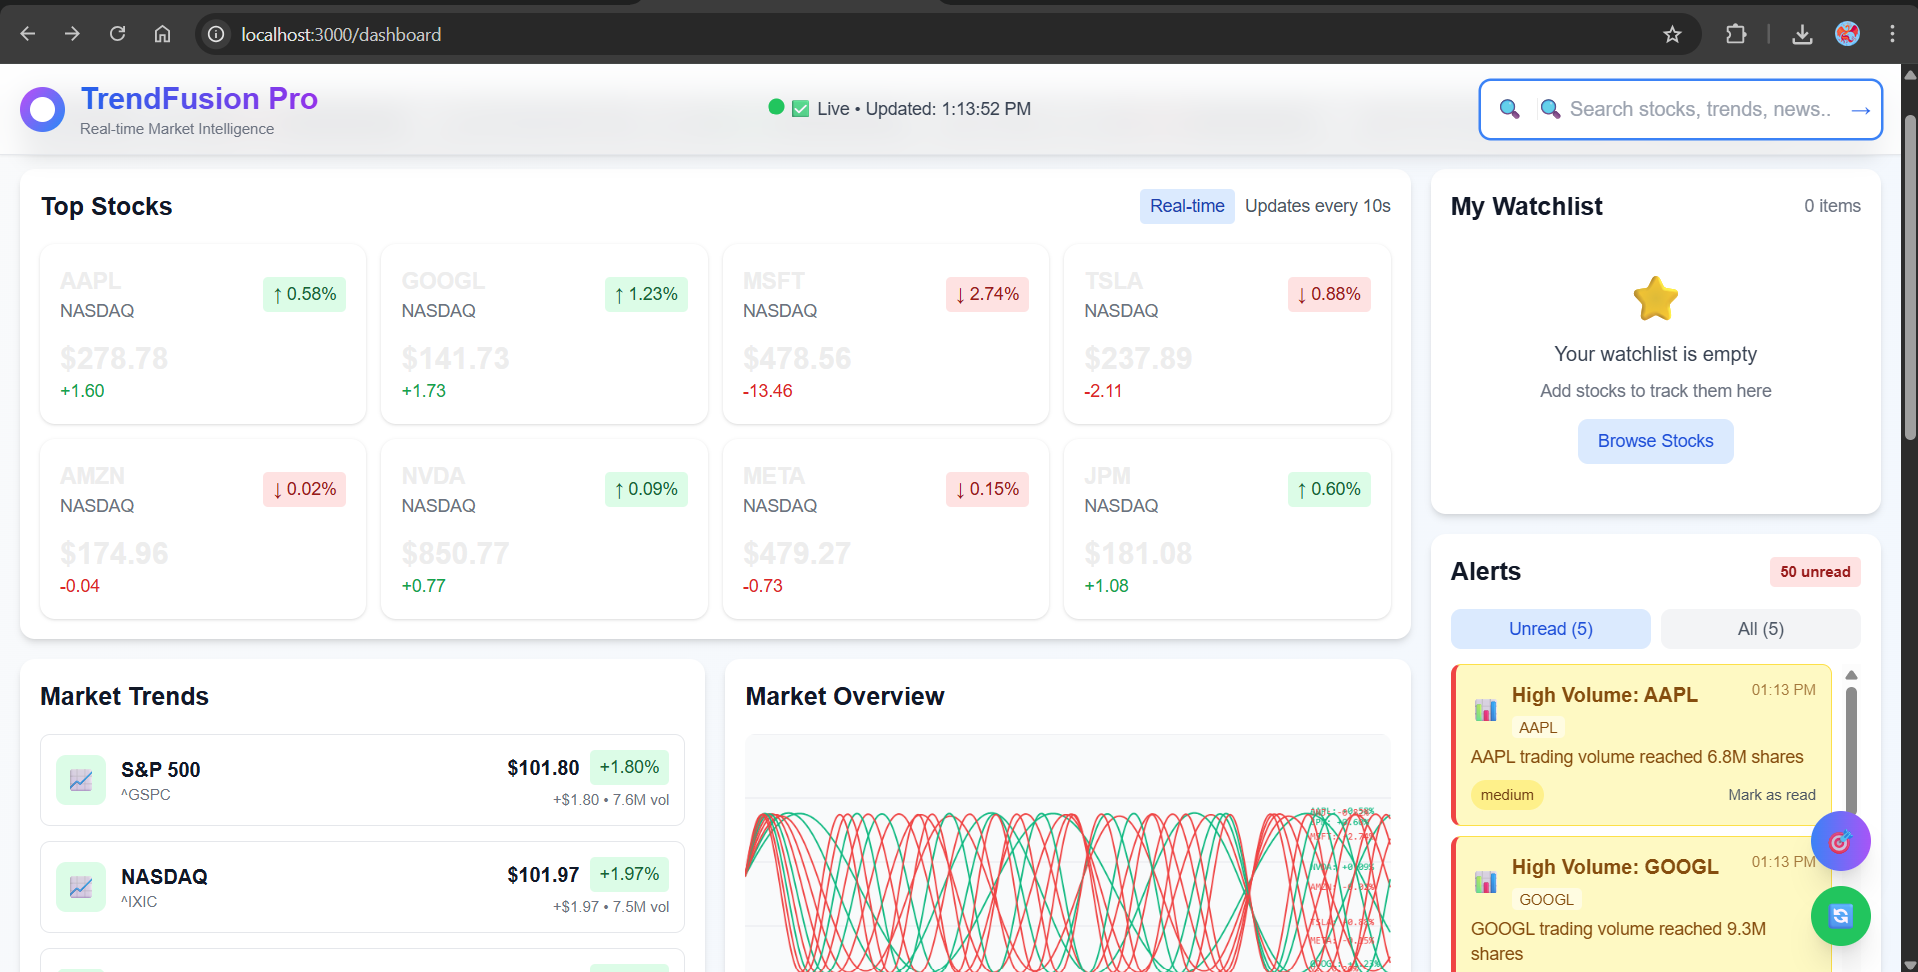 localhost:3000/dashboard
TrendFusion Pro
Real-time Market Intelligence
Live • Updated: 1:13:52 PM
Search stocks, trends, news.. →
Top Stocks
Real-time Updates every 10s
AAPL
NASDAQ
↑ 0.58%
$278.78
+1.60
GOOGL
NASDAQ
↑ 1.23%
$141.73
+1.73
MSFT
NASDAQ
↓ 2.74%
$478.56
-13.46
TSLA
NASDAQ
↓ 0.88%
$237.89
-2.11
AMZN
NASDAQ
↓ 0.02%
$174.96
-0.04
NVDA
NASDAQ
↑ 0.09%
$850.77
+0.77
META
NASDAQ
↓ 0.15%
$479.27
-0.73
JPM
NASDAQ
↑ 0.60%
$181.08
+1.08
Market Trends
S&P 500
^GSPC
$101.80 +1.80%
+$1.80 • 7.6M vol
NASDAQ
^IXIC
$101.97 +1.97%
+$1.97 • 7.5M vol
Market Overview
My Watchlist
0 items
Your watchlist is empty
Add stocks to track them here
Browse Stocks
Alerts
50 unread
Unread (5)
All (5)
High Volume: AAPL
01:13 PM
AAPL
AAPL trading volume reached 6.8M shares
medium
Mark as read
High Volume: GOOGL
01:13 PM
GOOGL
GOOGL trading volume reached 9.3M
shares